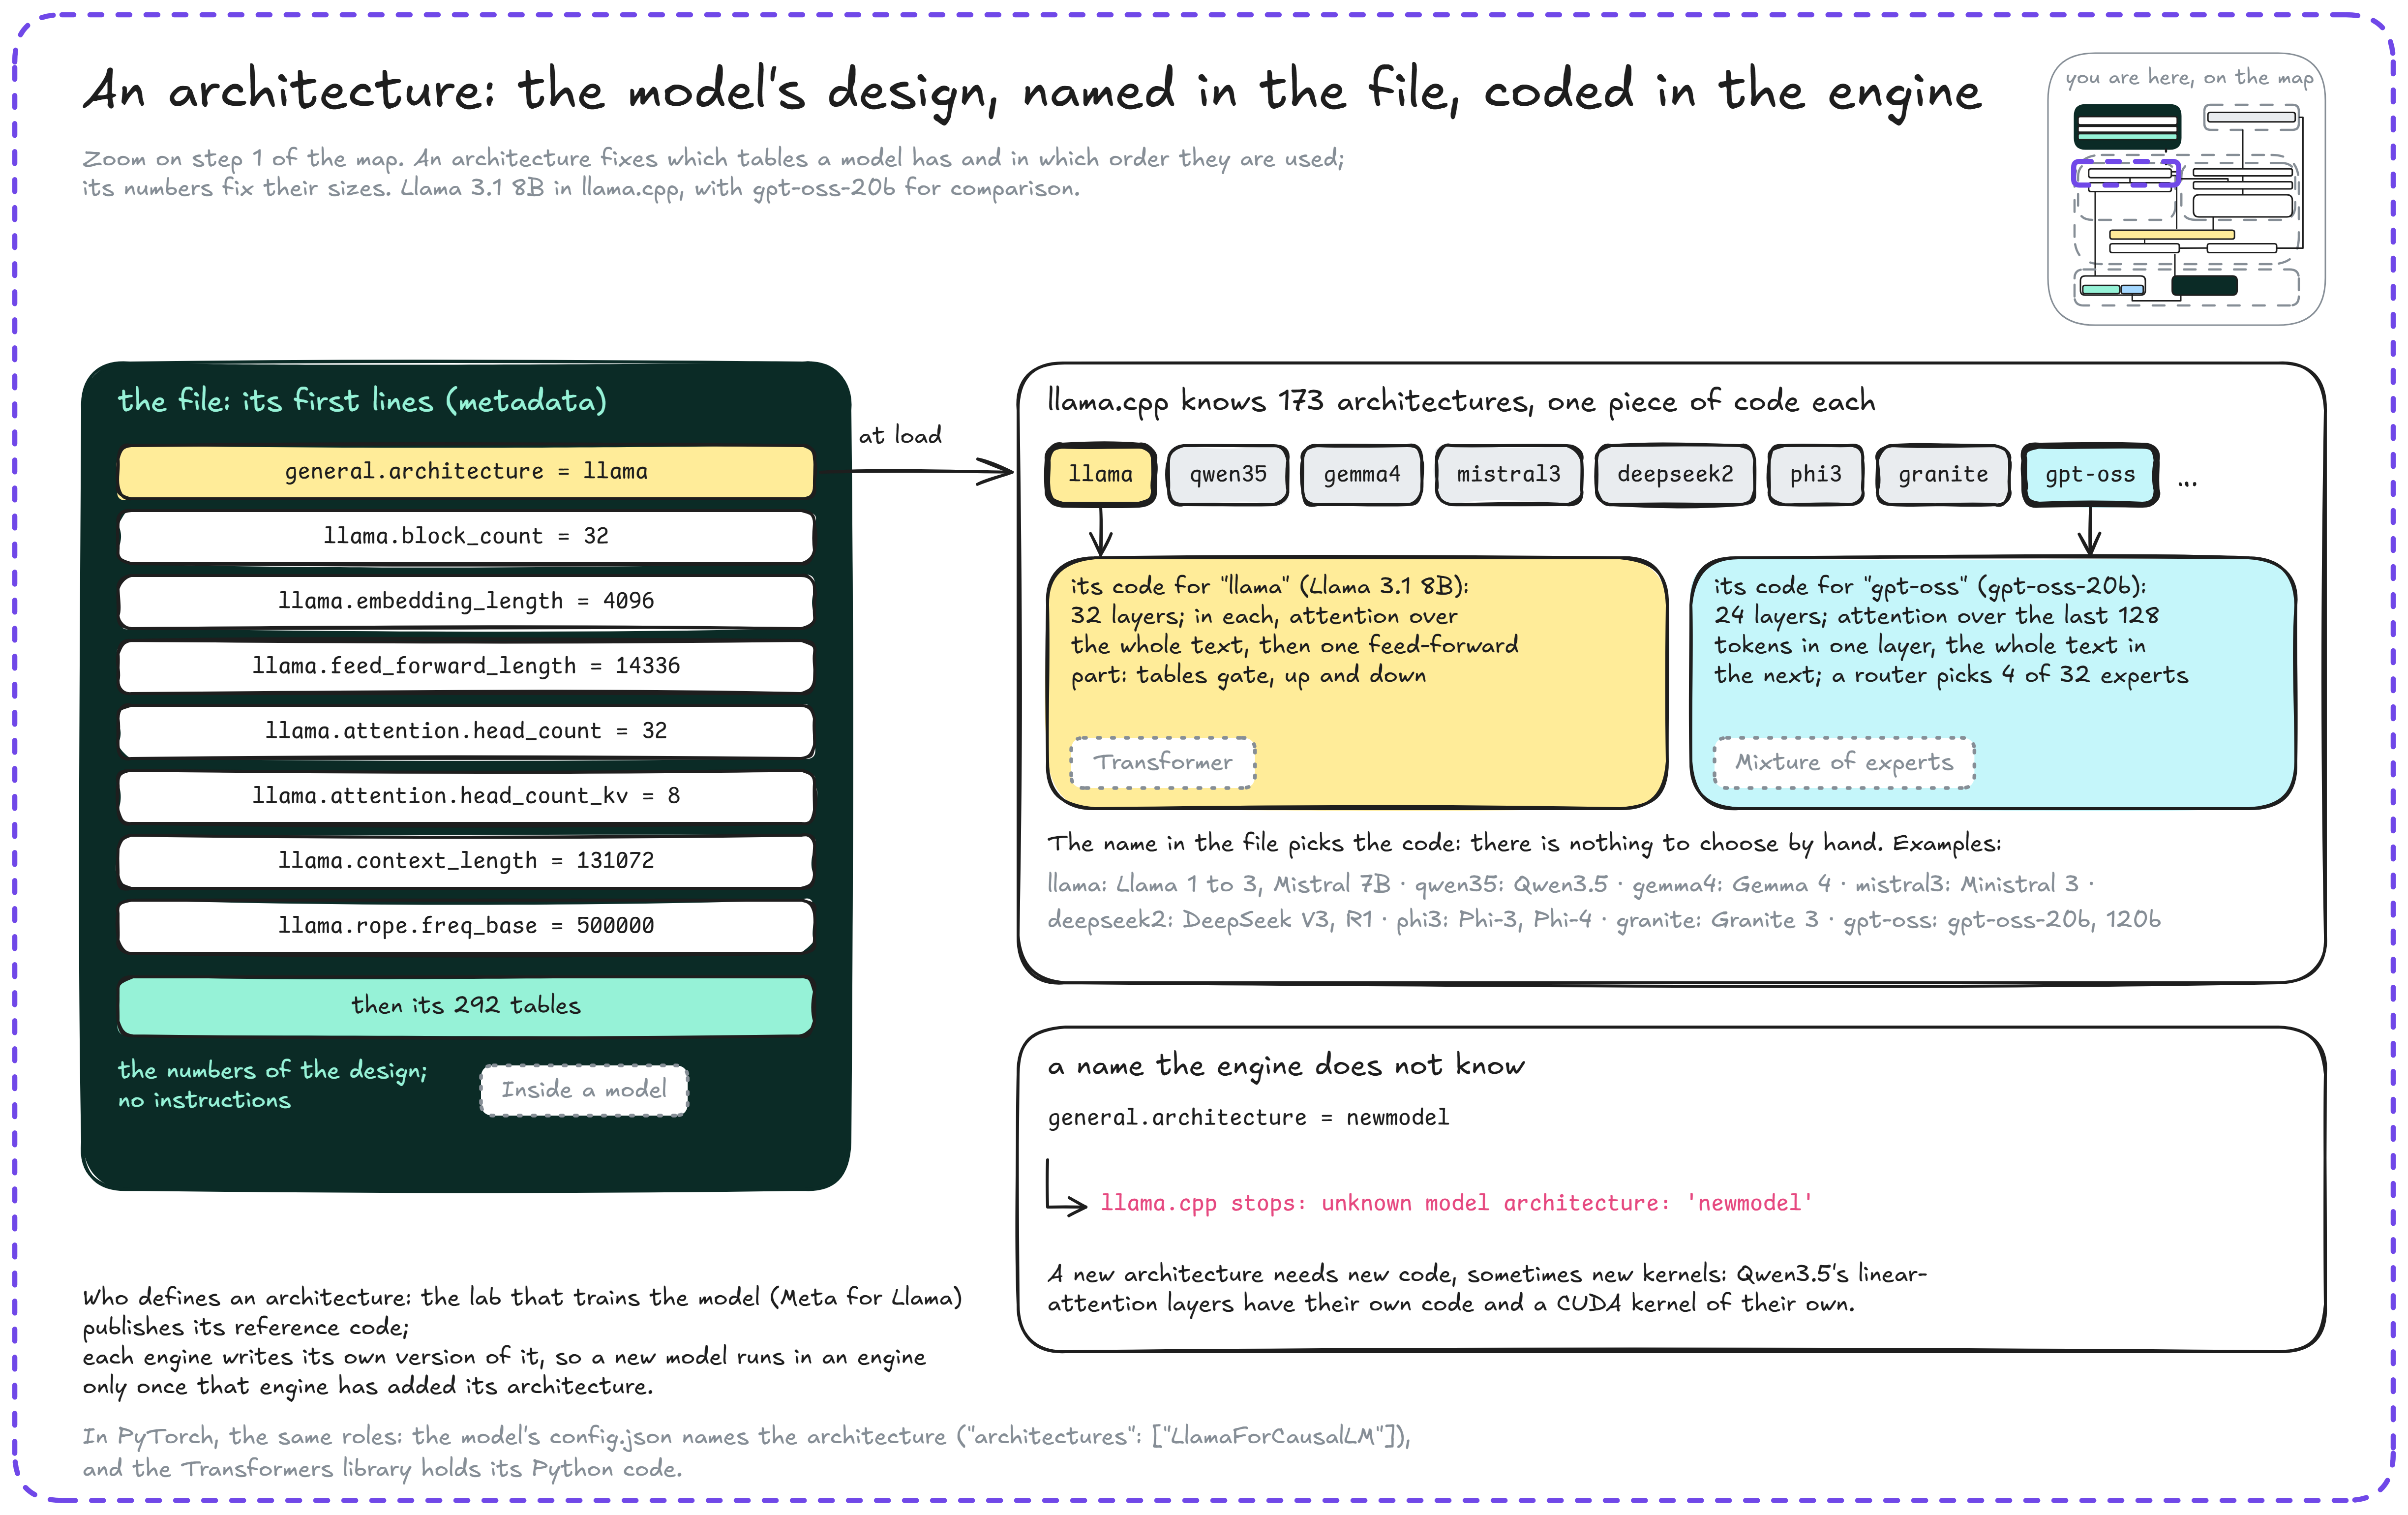 An architecture: the model's design, named in the file, coded in the engine
you are here, on the map
Zoom on step 1 of the map. An architecture fixes which tables a model has and in which order they are used;
its numbers fix their sizes. Llama 3.1 8B in llama.cpp, with gpt-oss-20b for comparison.
the file: its first lines (metadata)
general.architecture = llama
llama.block_count = 32
llama.embedding_length = 4096
llama.feed_forward_length = 14336
llama.attention.head_count = 32
llama.attention.head_count_kv = 8
llama.context_length = 131072
llama.rope.freq_base = 500000
then its 292 tables
the numbers of the design;
no instructions
Inside a model
at load
llama.cpp knows 173 architectures, one piece of code each
llama qwen35 gemma4 mistral3 deepseek2 phi3 granite gpt-oss ...
its code for "llama" (Llama 3.1 8B):
32 layers; in each, attention over
the whole text, then one feed-forward
part: tables gate, up and down
Transformer
its code for "gpt-oss" (gpt-oss-20b):
24 layers; attention over the last 128
tokens in one layer, the whole text in
the next; a router picks 4 of 32 experts
Mixture of experts
The name in the file picks the code: there is nothing to choose by hand. Examples:
llama: Llama 1 to 3, Mistral 7B · qwen35: Qwen3.5 · gemma4: Gemma 4 · mistral3: Ministral 3 ·
deepseek2: DeepSeek V3, R1 · phi3: Phi-3, Phi-4 · granite: Granite 3 · gpt-oss: gpt-oss-20b, 120b
a name the engine does not know
general.architecture = newmodel
llama.cpp stops: unknown model architecture: 'newmodel'
A new architecture needs new code, sometimes new kernels: Qwen3.5's linear-
attention layers have their own code and a CUDA kernel of their own.
Who defines an architecture: the lab that trains the model (Meta for Llama)
publishes its reference code;
each engine writes its own version of it, so a new model runs in an engine
only once that engine has added its architecture.
In PyTorch, the same roles: the model's config.json names the architecture ("architectures": ["LlamaForCausalLM"]),
and the Transformers library holds its Python code.